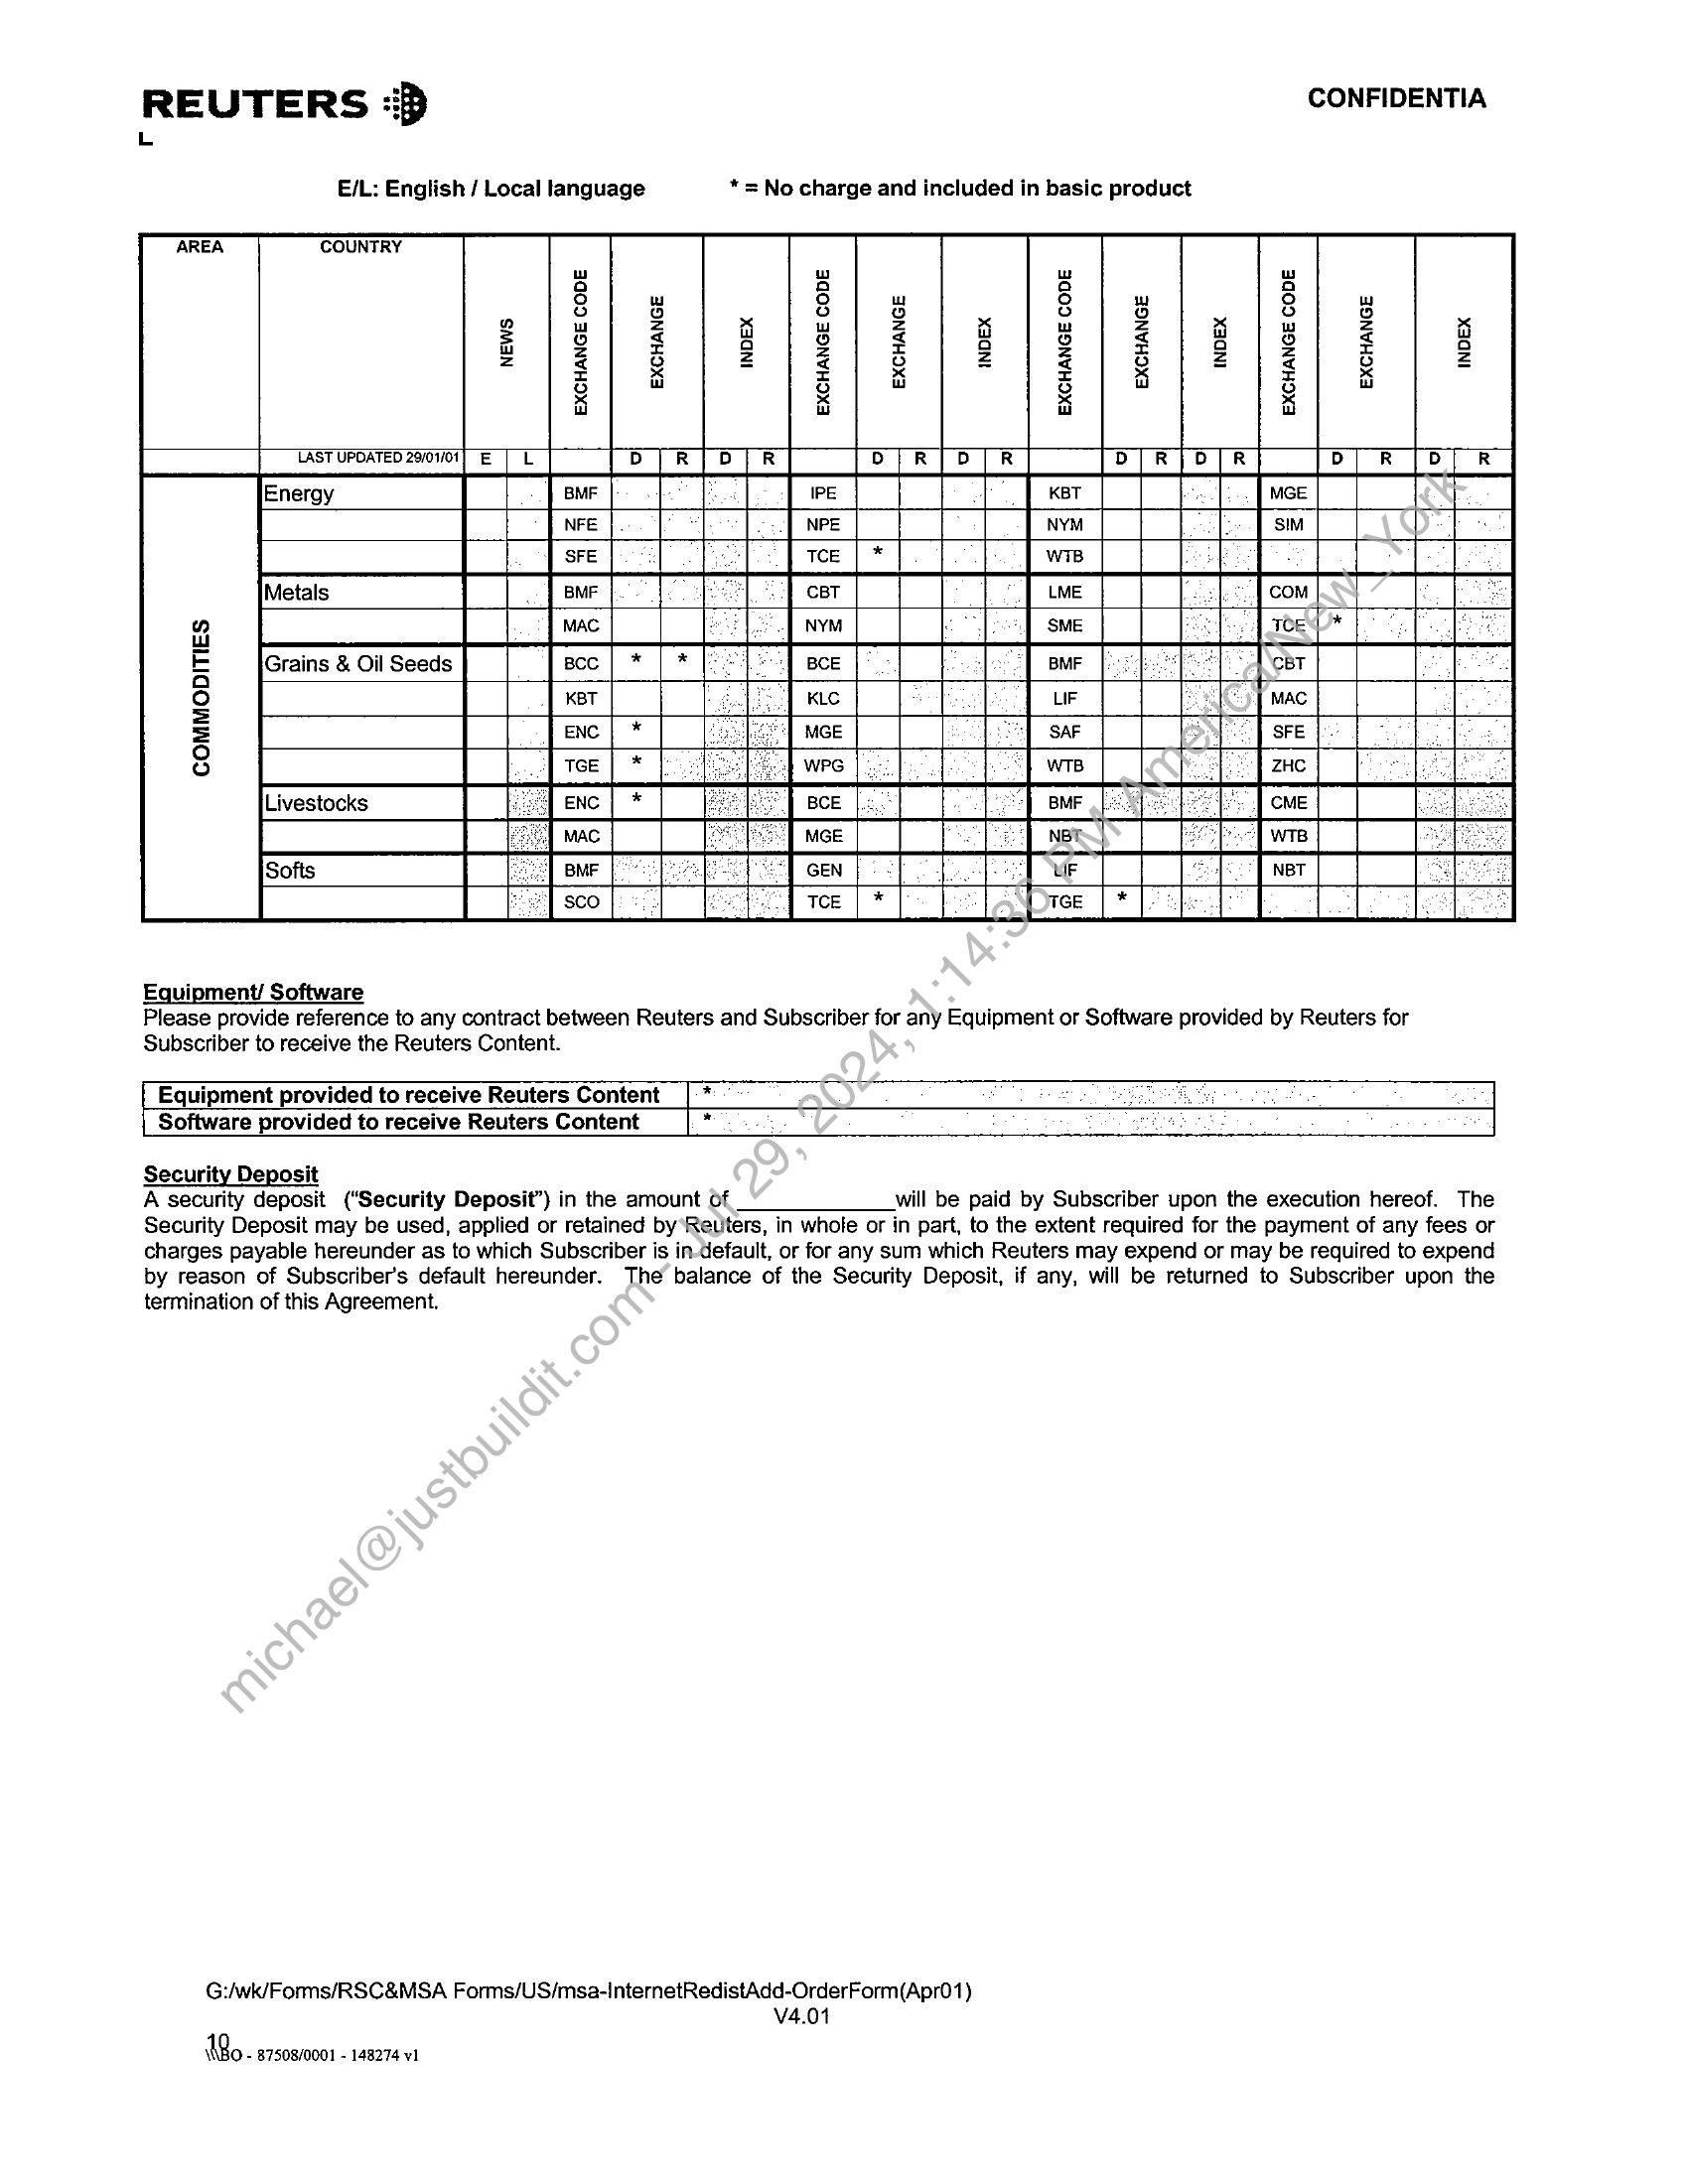 REUTERS
CONFIDENTIA
L
E/L: English / Local language * = No charge and included in basic product
AREA COUNTRY NEWS EXCHANGE CODE EXCHANGE INDEX EXCHANGE CODE EXCHANGE INDEX EXCHANGE CODE EXCHANGE INDEX EXCHANGE CODE EXCHANGE INDEX
LAST UPDATED 29/01/01 E L D R D R D R D R D R D R D R D R
COMMODITIES
Energy BMF IPE KBT MGE
NFE NPE NYM SIM
SFE TCE * WTB
Metals BMF CBT LME COM
MAC NYM SME TCE *
Grains & Oil Seeds BCC * * BCE BMF CBT
KBT KLC LIF MAC
ENC * MGE SAF SFE
TGE * WPG WTB ZHC
Livestocks ENC * BCE BMF CME
MAC MGE NBT WTB
Softs BMF GEN LIF NBT
SCO TCE * TGE *
Equipment/ Software
Please provide reference to any contract between Reuters and Subscriber for any Equipment or Software provided by Reuters for
Subscriber to receive the Reuters Content.
Equipment provided to receive Reuters Content *
Software provided to receive Reuters Content *
Security Deposit
A security deposit ("Security Deposit") in the amount of _____________will be paid by Subscriber upon the execution hereof. The
Security Deposit may be used, applied or retained by Reuters, in whole or in part, to the extent required for the payment of any fees or
charges payable hereunder as to which Subscriber is in default, or for any sum which Reuters may expend or may be required to expend
by reason of Subscriber's default hereunder. The balance of the Security Deposit, if any, will be returned to Subscriber upon the
termination of this Agreement.
michael@justbuildit.com - Jul 29, 2024, 1:14:36 PM America/New_York
G:/wk/Forms/RSC&MSA Forms/US/msa-InternetRedistAdd-OrderForm(Apr01)
V4.01
10
\\\BO - 87508/0001 - 148274 v1